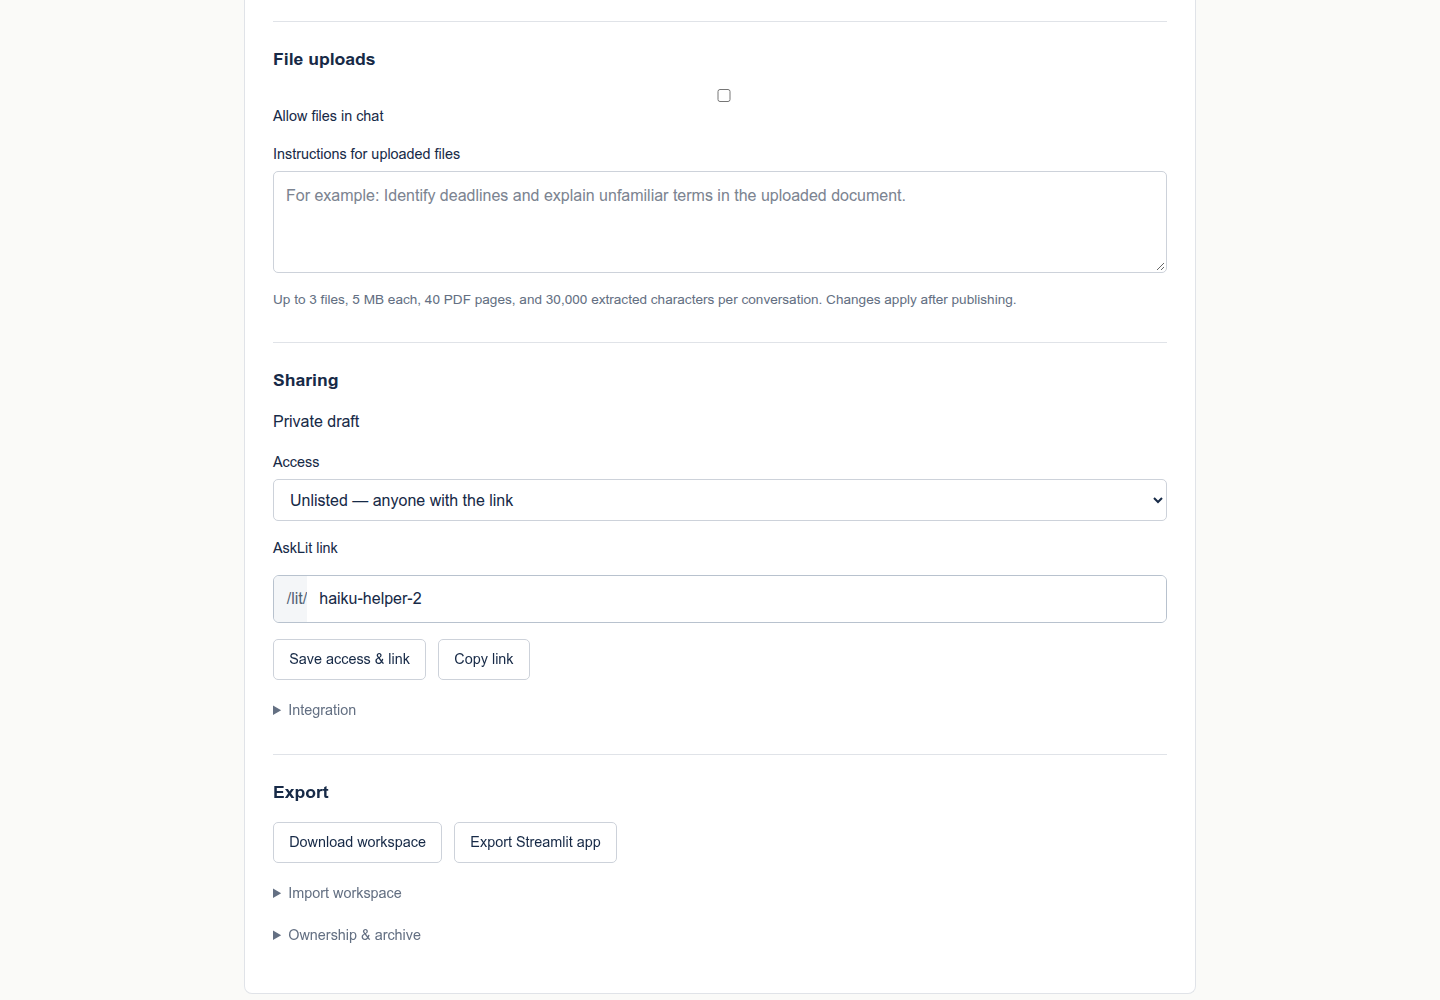 File uploads
Allow files in chat
Instructions for uploaded files
For example: Identify deadlines and explain unfamiliar terms in the uploaded document.
Up to 3 files, 5 MB each, 40 PDF pages, and 30,000 extracted characters per conversation. Changes apply after publishing.
Sharing
Private draft
Access
Unlisted — anyone with the link
AskLit link
/lit/ haiku-helper-2
Save access & link Copy link
Integration
Export
Download workspace Export Streamlit app
Import workspace
Ownership & archive